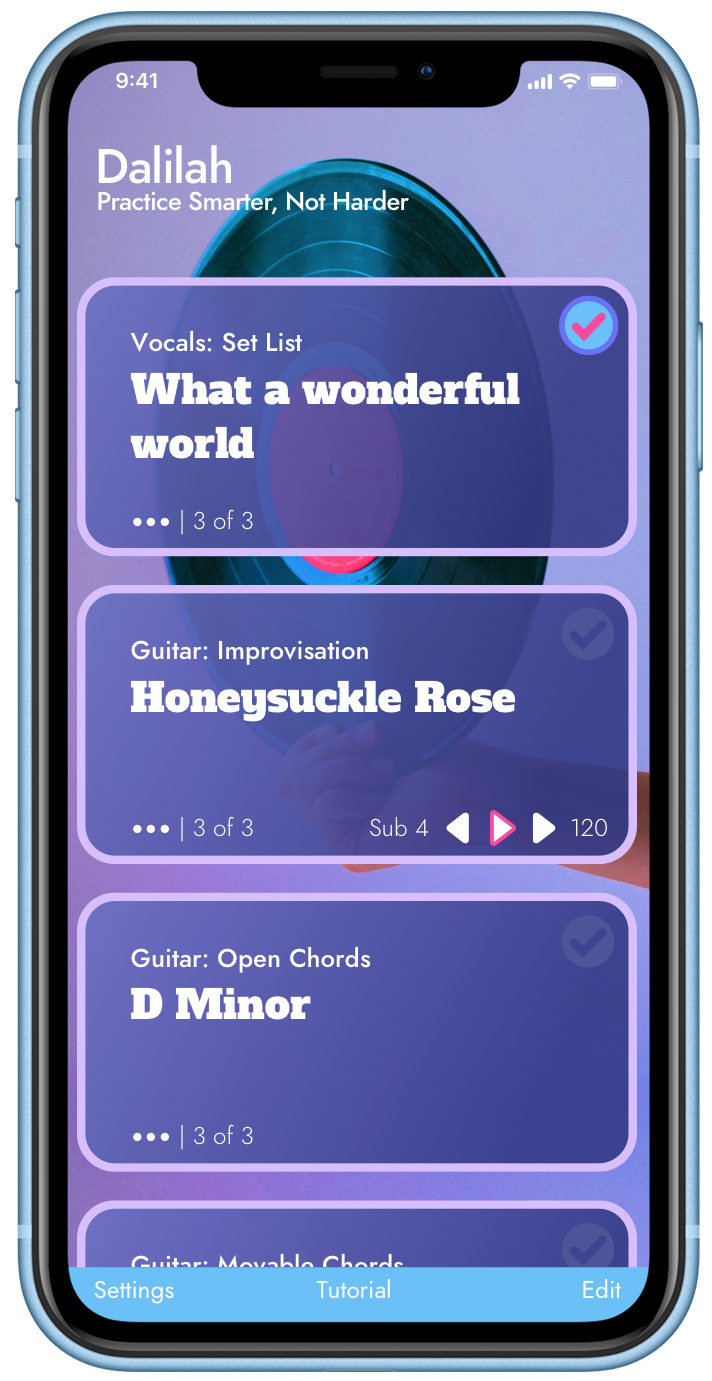 9:41
Dalilah
Practice Smarter, Not Harder
Vocals: Set List
What a wonderful
world
••• | 3 of 3
Guitar: Improvisation
Honeysuckle Rose
••• | 3 of 3 Sub 4 120
Guitar: Open Chords
D Minor
••• | 3 of 3
Guitar: Movable Chords
Settings Tutorial Edit